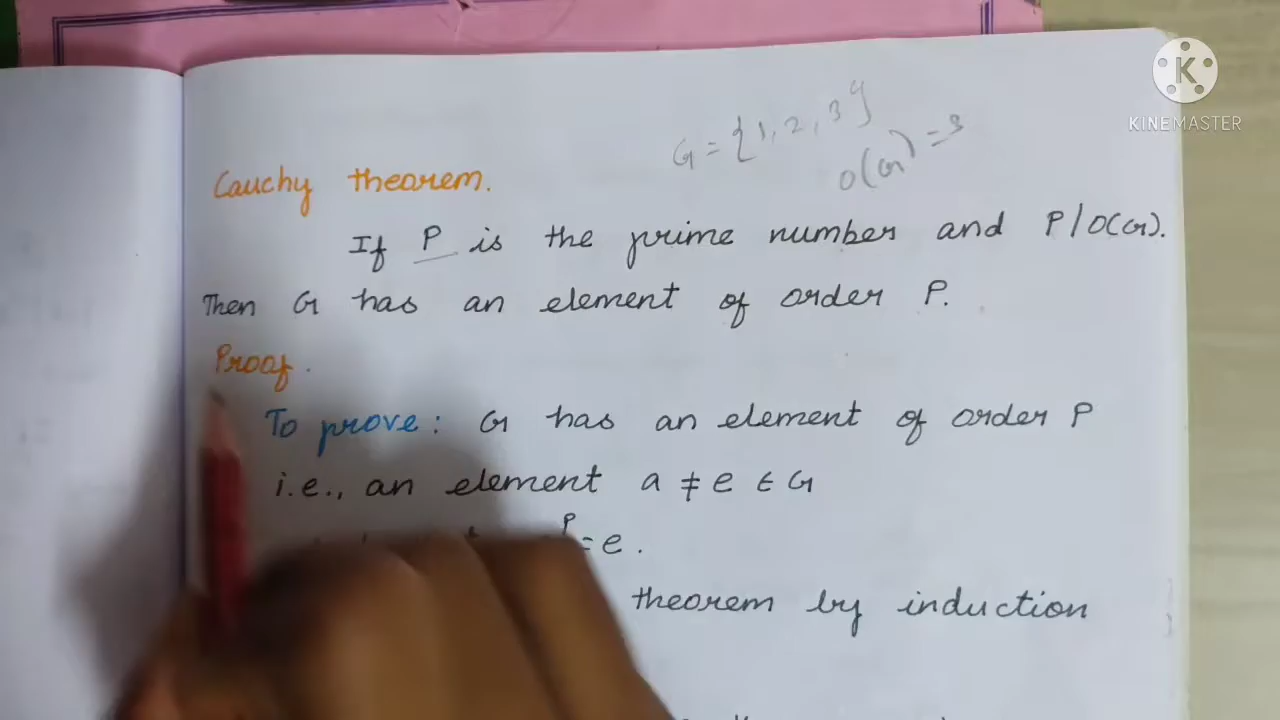 KINEMASTER
G = {1, 2, 3}
O(G) = 3
Cauchy theorem.
If P is the prime number and P/O(G).
Then G has an element of order P.
Proof.
To prove: G has an element of order P
i.e., an element a ≠ e ∈ G
P = e.
theorem by induction